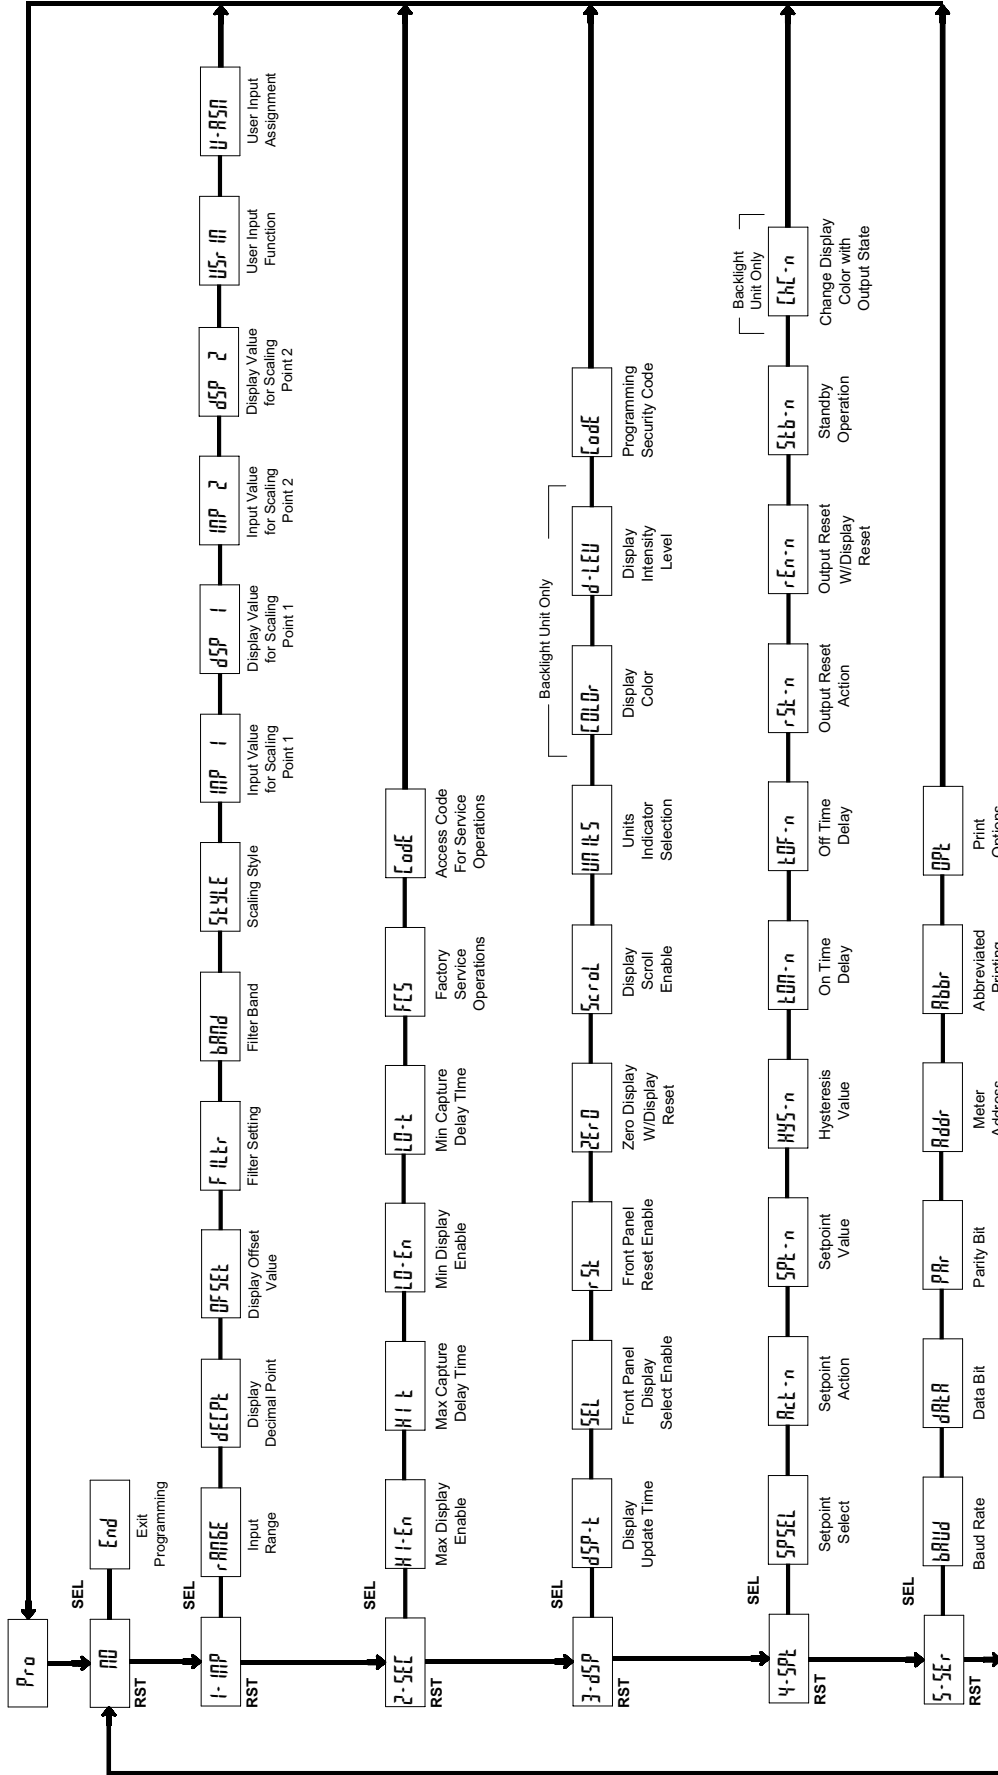 Pro
NO
SEL
RST
End
Exit
Programming
1-INP
SEL
RST
rANGE
Input
Range
dECPt
Display
Decimal Point
OFSEt
Display Offset
Value
FILtr
Filter Setting
bANd
Filter Band
StYLE
Scaling Style
INP 1
Input Value
for Scaling
Point 1
dSP 1
Display Value
for Scaling
Point 1
INP 2
Input Value
for Scaling
Point 2
dSP 2
Display Value
for Scaling
Point 2
USrIN
User Input
Function
U-ASN
User Input
Assignment
2-SEC
SEL
RST
HI-En
Max Display
Enable
HI t
Max Capture
Delay Time
LO-En
Min Display
Enable
LO-t
Min Capture
Delay TIme
FCS
Factory
Service
Operations
CodE
Access Code
For Service
Operations
3-dSP
SEL
RST
dSP-t
Display
Update Time
SEL
Front Panel
Display
Select Enable
rSt
Front Panel
Reset Enable
ZErO
Zero Display
W/Display
Reset
ScroL
Display
Scroll
Enable
UNItS
Units
Indicator
Selection
Backlight Unit Only
COLOr
Display
Color
d-LEV
Display
Intensity
Level
CodE
Programming
Security Code
4-SPt
SEL
RST
SPSEL
Setpoint
Select
Act-n
Setpoint
Action
SPt-n
Setpoint
Value
HYS-n
Hysteresis
Value
tON-n
On Time
Delay
tOF-n
Off Time
Delay
rSt-n
Output Reset
Action
rEn-n
Output Reset
W/Display
Reset
Stb-n
Standby
Operation
Backlight
Unit Only
ChC-n
Change Display
Color with
Output State
5-SEr
SEL
RST
bAUd
Baud Rate
dAtA
Data Bit
PAr
Parity Bit
Addr
Meter
Address
Abbr
Abbreviated
Printing
OPt
Print
Options